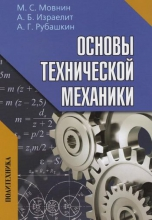 М. С. Мовнин
А. Б. Израелит
А. Г. Рубашкин
ОСНОВЫ
ТЕХНИЧЕСКОЙ
МЕХАНИКИ
ПОЛИТЕХНИКА